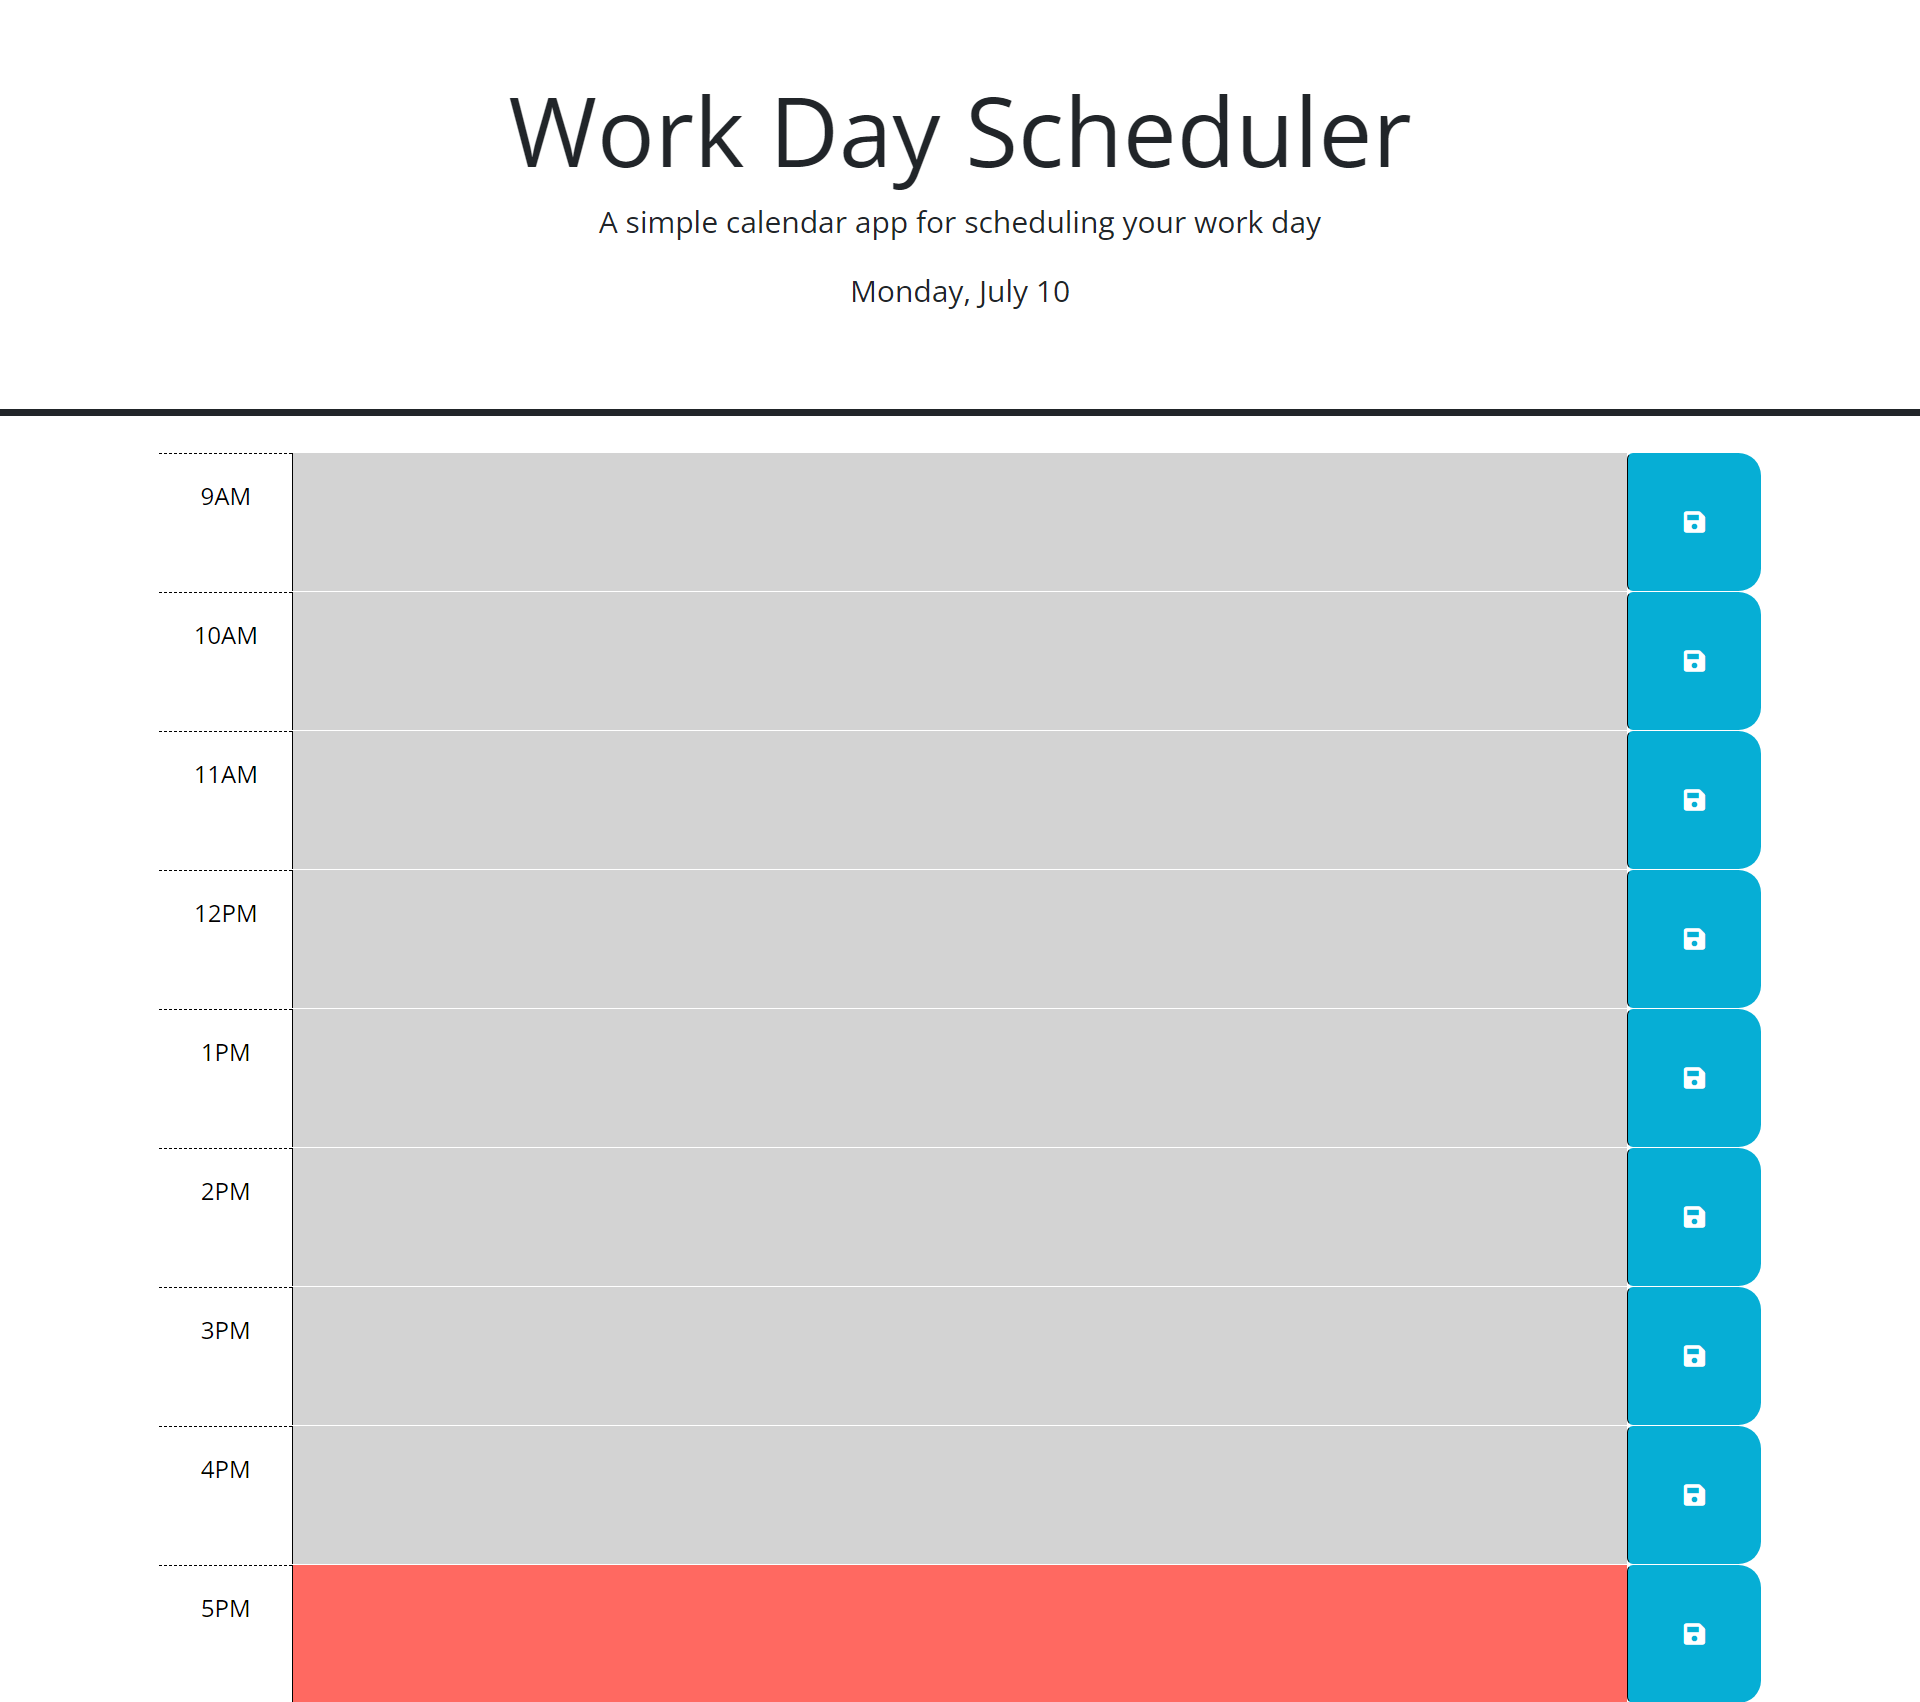 Work Day Scheduler
A simple calendar app for scheduling your work day
Monday, July 10
9AM
10AM
11AM
12PM
1PM
2PM
3PM
4PM
5PM